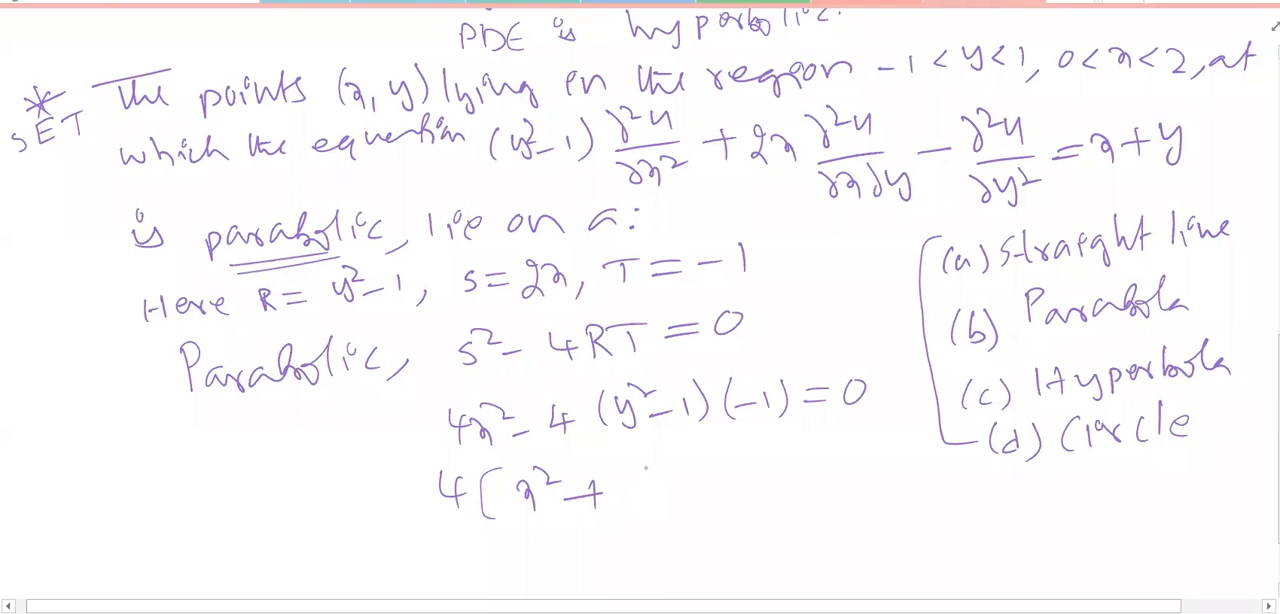 PDE is hyperbolic.
* The points (x, y) lying in the region -1 < y < 1, 0 < x < 2, at
SET which the equation (y² - 1) ∂²u/∂x² + 2x ∂²u/∂x∂y - ∂²u/∂y² = x + y
is parabolic, lie on a:
(a) Straight line
Here R = y² - 1, S = 2x, T = -1
(b) Parabola
Parabolic, S² - 4RT = 0
(c) Hyperbola
4x² - 4 (y² - 1) (-1) = 0
(d) Circle
4 [ x² +